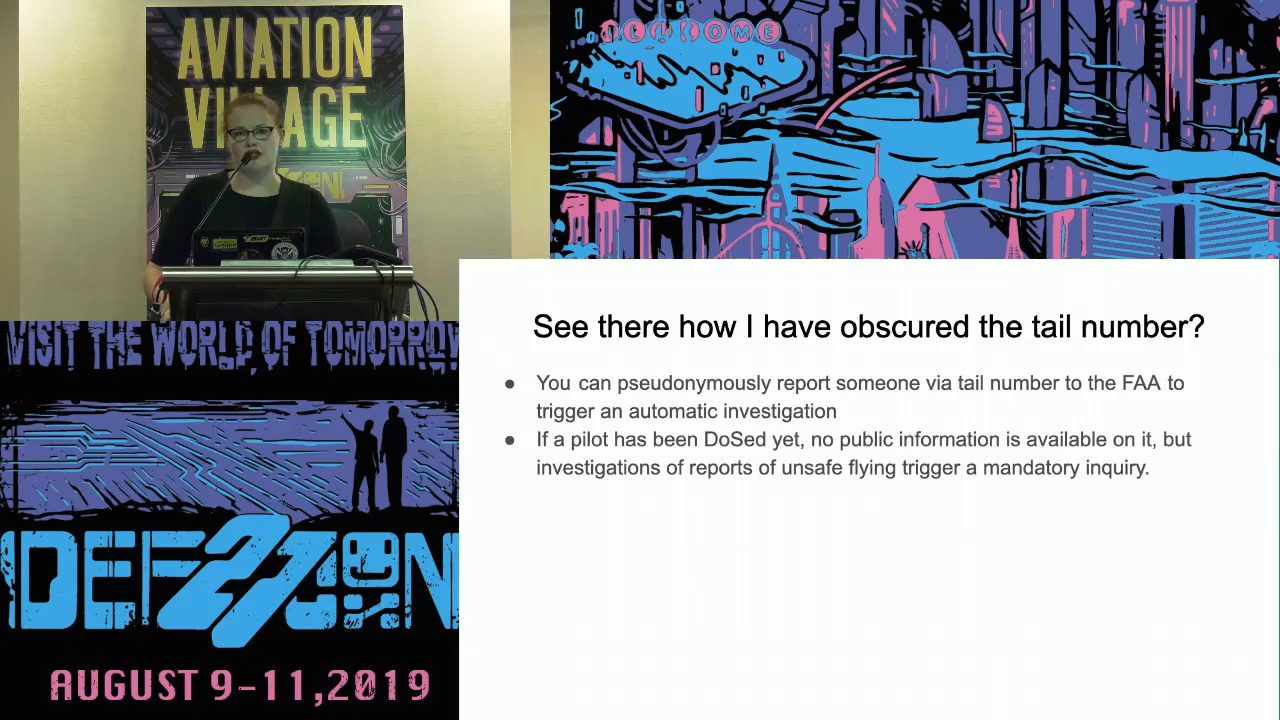 AVIATION
VILLAGE
WELCOME
See there how I have obscured the tail number?
● You can pseudonymously report someone via tail number to the FAA to
trigger an automatic investigation
● If a pilot has been DoSed yet, no public information is available on it, but
investigations of reports of unsafe flying trigger a mandatory inquiry.
VISIT THE WORLD OF TOMORROW
DEF 27 CON
AUGUST 9-11,2019